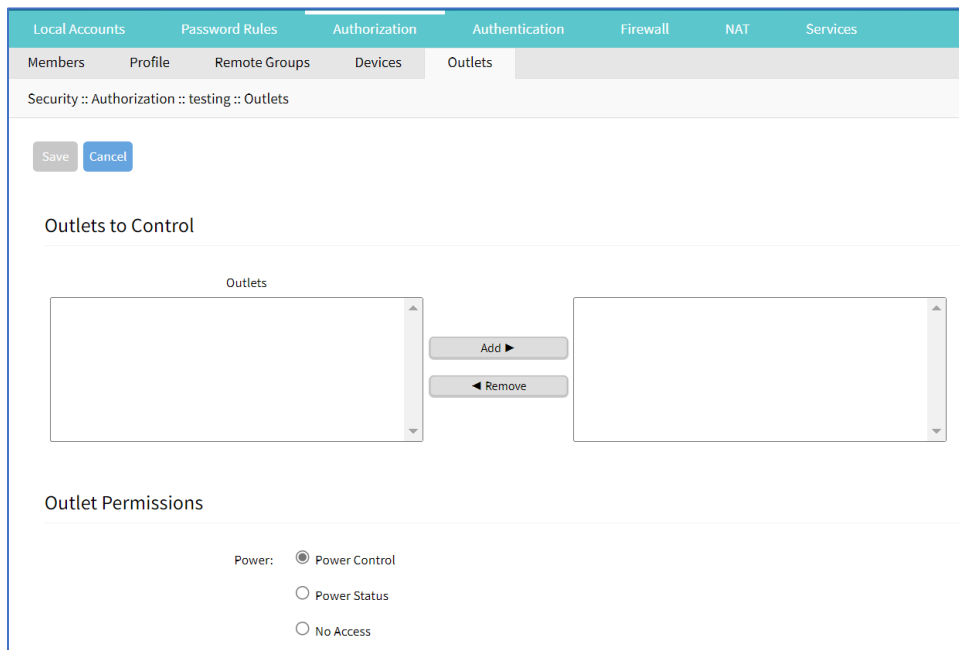 Local Accounts Password Rules Authorization Authentication Firewall NAT Services
Members Profile Remote Groups Devices Outlets
Security :: Authorization :: testing :: Outlets
Save Cancel
Outlets to Control
Outlets
Add ►
◄ Remove
Outlet Permissions
Power: Power Control
Power Status
No Access